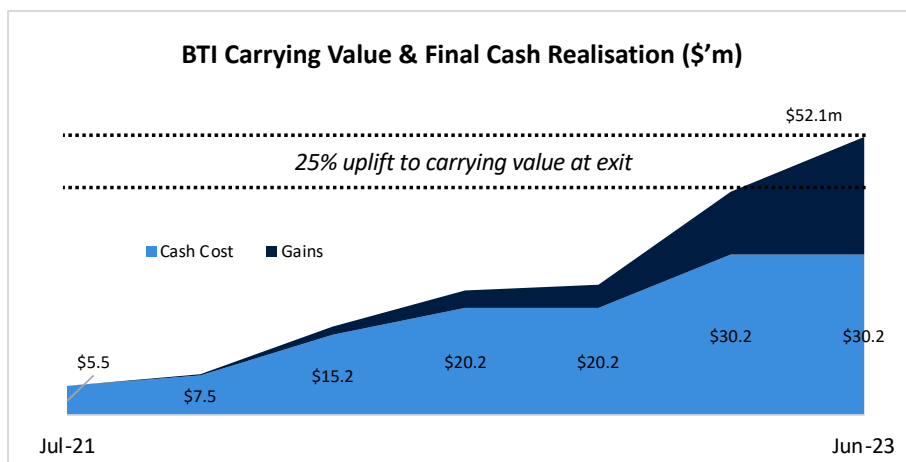 BTI Carrying Value & Final Cash Realisation ($'m)
$52.1m
25% uplift to carrying value at exit
Cash Cost Gains
$5.5
$7.5
$15.2
$20.2
$20.2
$30.2
$30.2
Jul-21 Jun-23